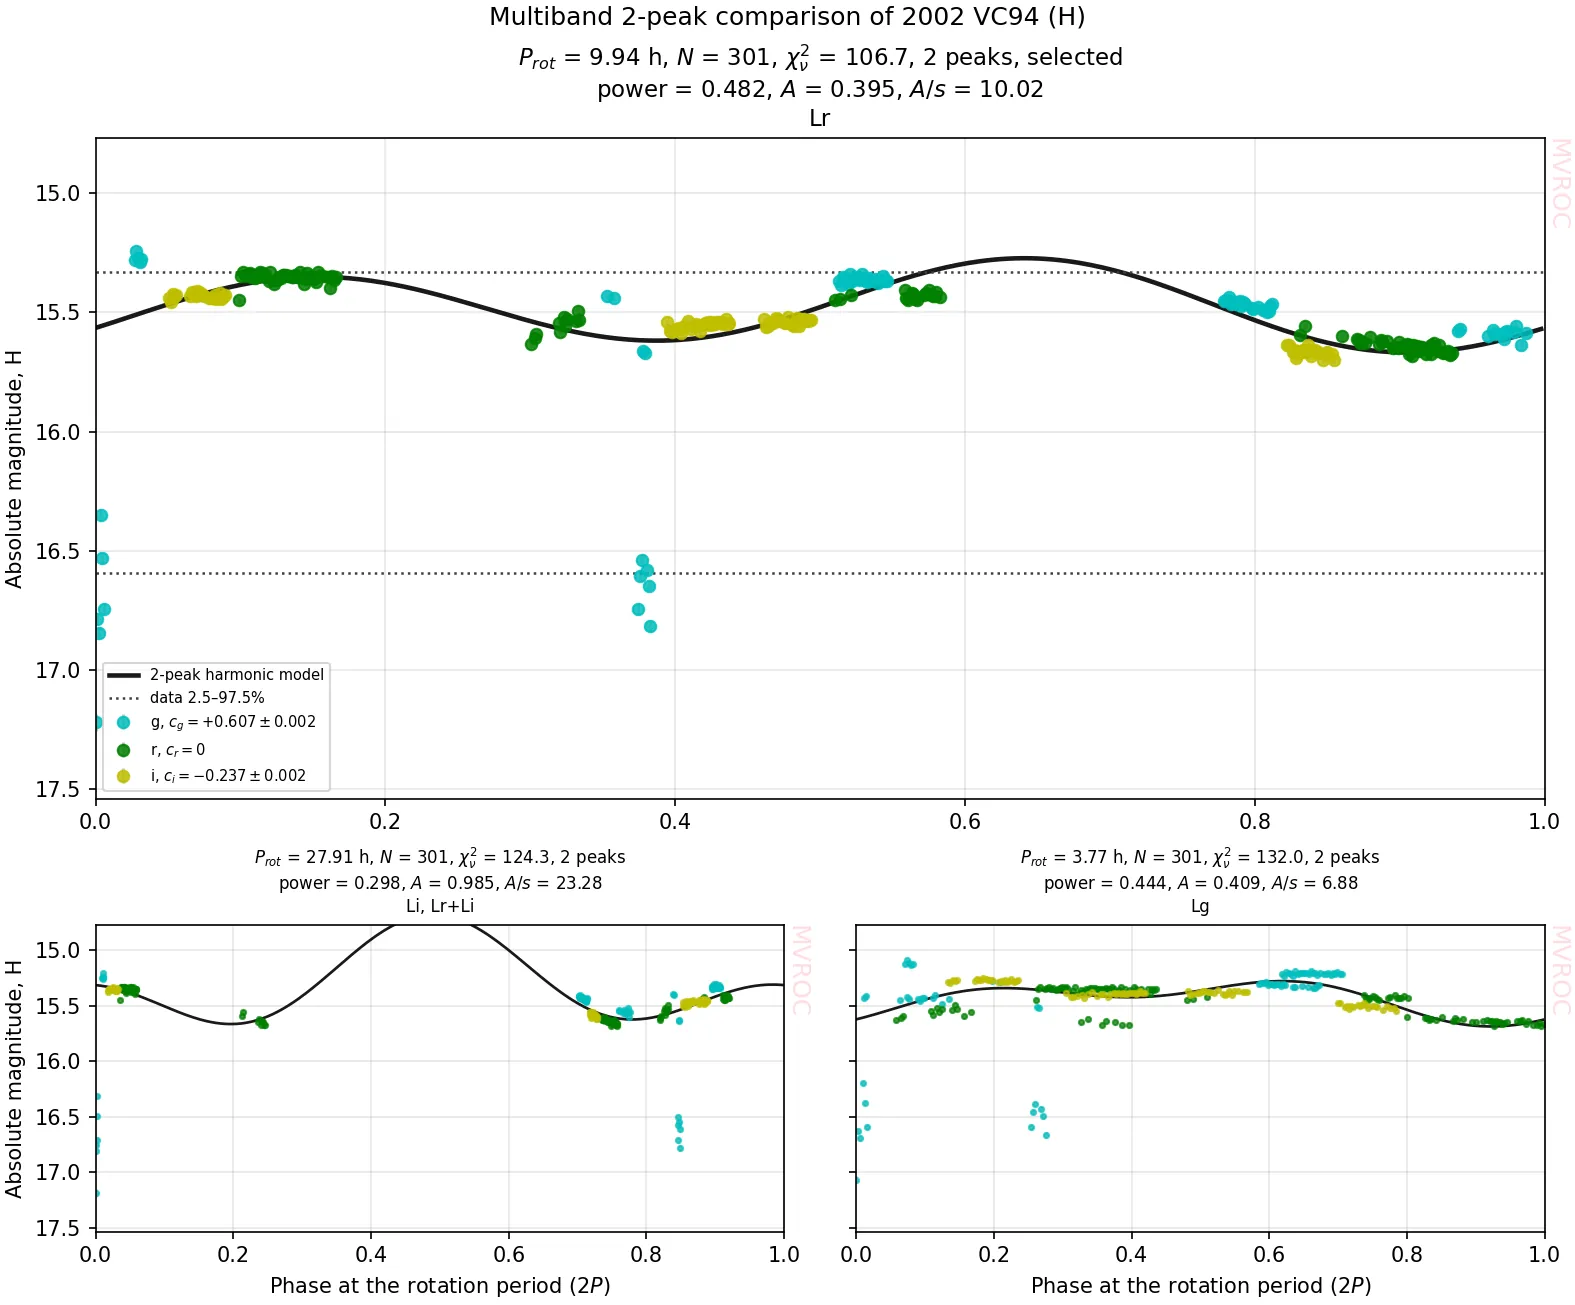 Multiband 2-peak comparison of 2002 VC94 (H)
P_rot = 9.94 h, N = 301, χ²_ν = 106.7, 2 peaks, selected
power = 0.482, A = 0.395, A/s = 10.02
Lr
MVROC
Absolute magnitude, H
15.0
15.5
16.0
16.5
17.0
17.5
2-peak harmonic model
data 2.5–97.5%
g, c_g = +0.607 ± 0.002
r, c_r = 0
i, c_i = −0.237 ± 0.002
0.0 0.2 0.4 0.6 0.8 1.0
P_rot = 27.91 h, N = 301, χ²_ν = 124.3, 2 peaks
power = 0.298, A = 0.985, A/s = 23.28
Li, Lr+Li
MVROC
Absolute magnitude, H
15.0
15.5
16.0
16.5
17.0
17.5
0.0 0.2 0.4 0.6 0.8 1.0
Phase at the rotation period (2P)
P_rot = 3.77 h, N = 301, χ²_ν = 132.0, 2 peaks
power = 0.444, A = 0.409, A/s = 6.88
Lg
MVROC
0.0 0.2 0.4 0.6 0.8 1.0
Phase at the rotation period (2P)